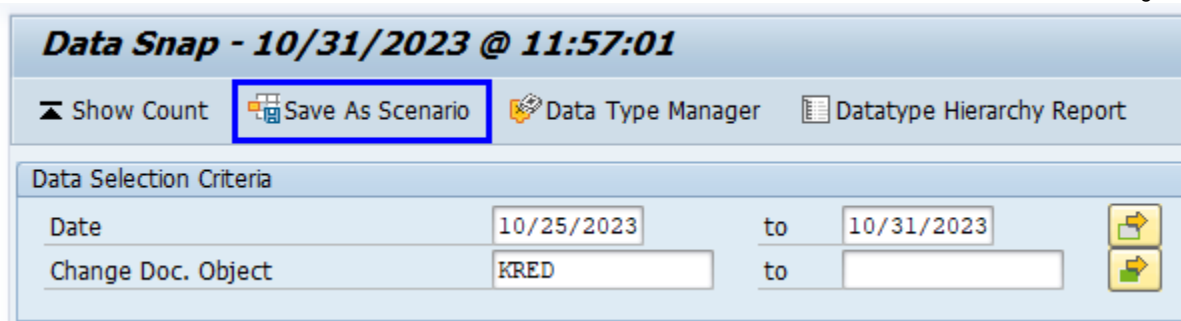 Data Snap - 10/31/2023 @ 11:57:01
Show Count Save As Scenario Data Type Manager Datatype Hierarchy Report
Data Selection Criteria
Date 10/25/2023 to 10/31/2023
Change Doc. Object KRED to